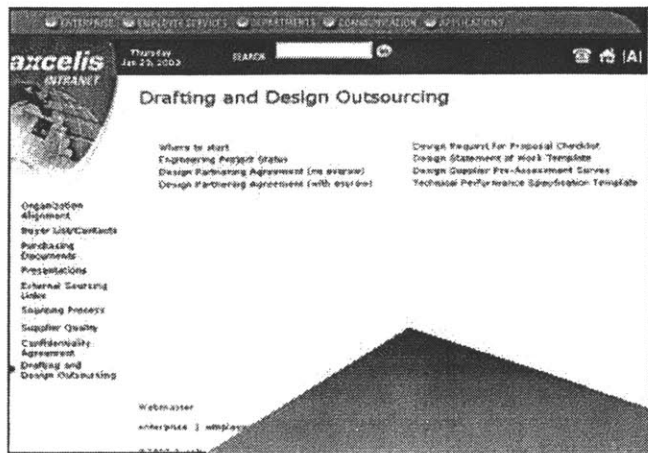 ENTERPRISE EMPLOYEE SERVICES DEPARTMENTS COMMUNICATION APPLICATIONS
axcelis
INTRANET
Thursday
Jan 23, 2003
SEARCH
Go
|A|
Drafting and Design Outsourcing
Where to start
Engineering Project Status
Design Partnering Agreement (no escrow)
Design Partnering Agreement (with escrow)
Design Request for Proposal Checklist
Design Statement of Work Template
Design Supplier Pre-Assessment Survey
Technical Performance Specification Template
Organization
Alignment
Buyer List/Contacts
Purchasing
Documents
Presentations
External Sourcing
Links
Sourcing Process
Supplier Quality
Confidentiality
Agreement
Drafting and
Design Outsourcing
Webmaster
enterprise |